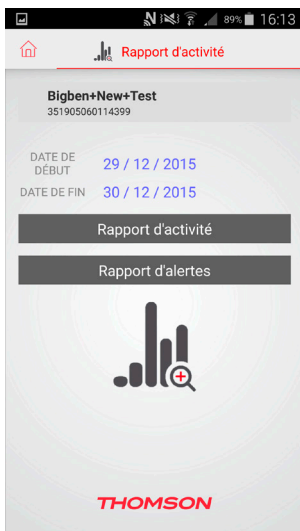 89% 16:13
Rapport d'activité
Bigben+New+Test
351905060114399
DATE DE
DÉBUT
29 / 12 / 2015
DATE DE FIN
30 / 12 / 2015
Rapport d'activité
Rapport d'alertes
THOMSON